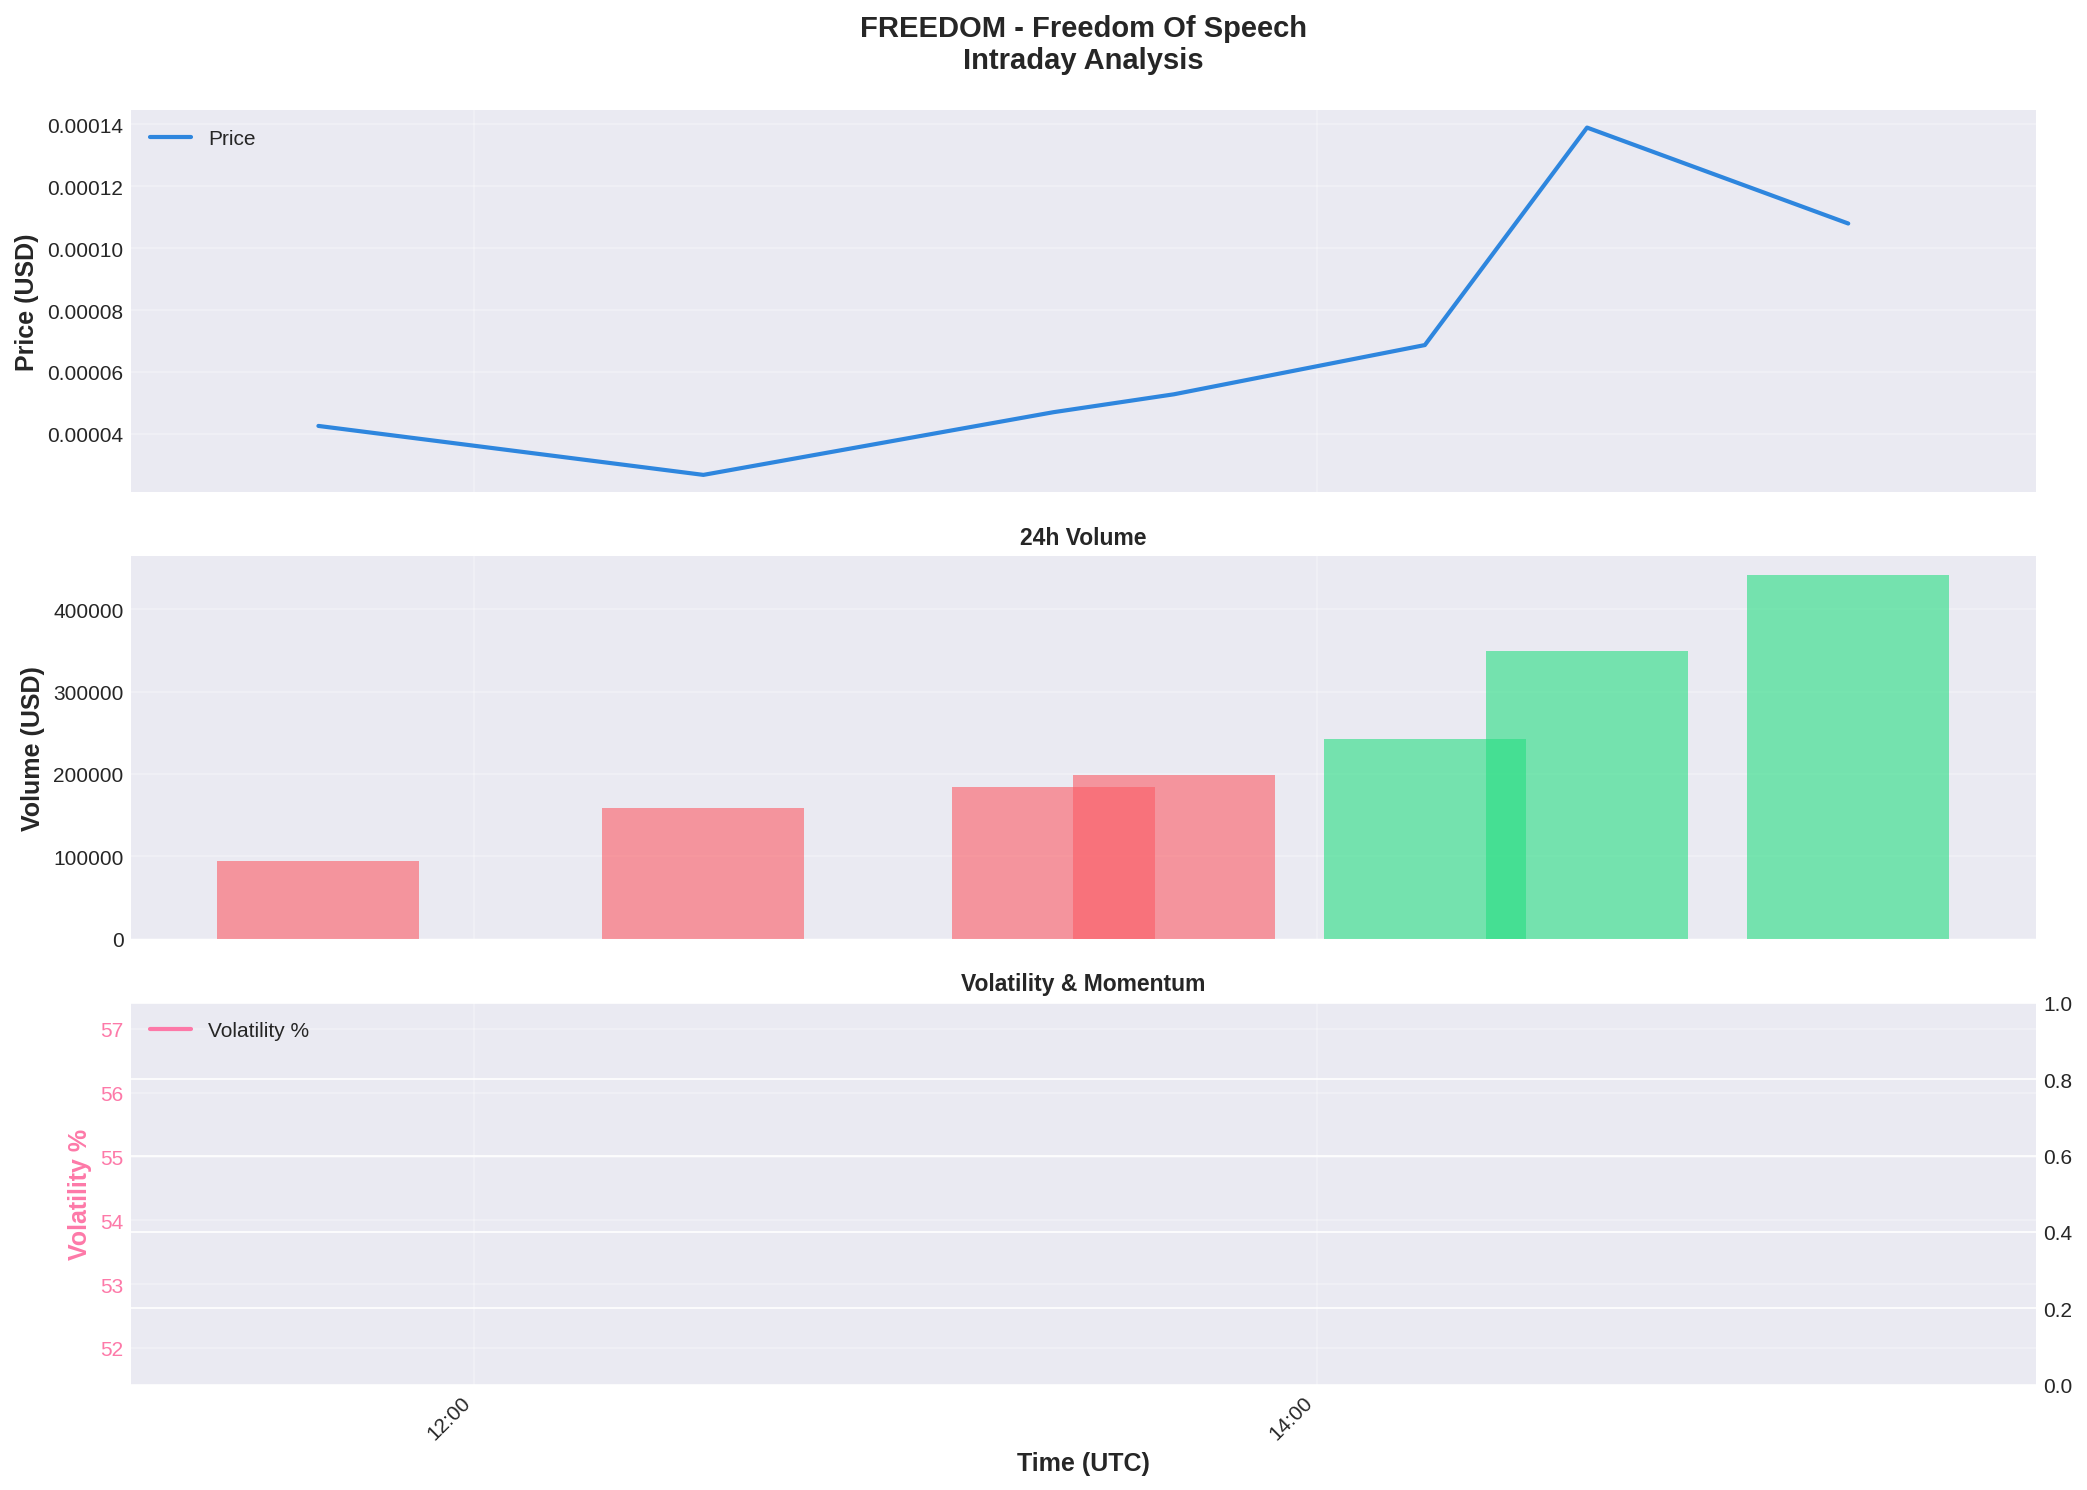 FREEDOM - Freedom Of Speech
Intraday Analysis
Price
0.00014
0.00012
0.00010
0.00008
0.00006
0.00004
Price (USD)
24h Volume
400000
300000
200000
100000
0
Volume (USD)
Volatility & Momentum
Volatility %
57
56
55
54
53
52
Volatility %
1.0
0.8
0.6
0.4
0.2
0.0
12:00
14:00
Time (UTC)